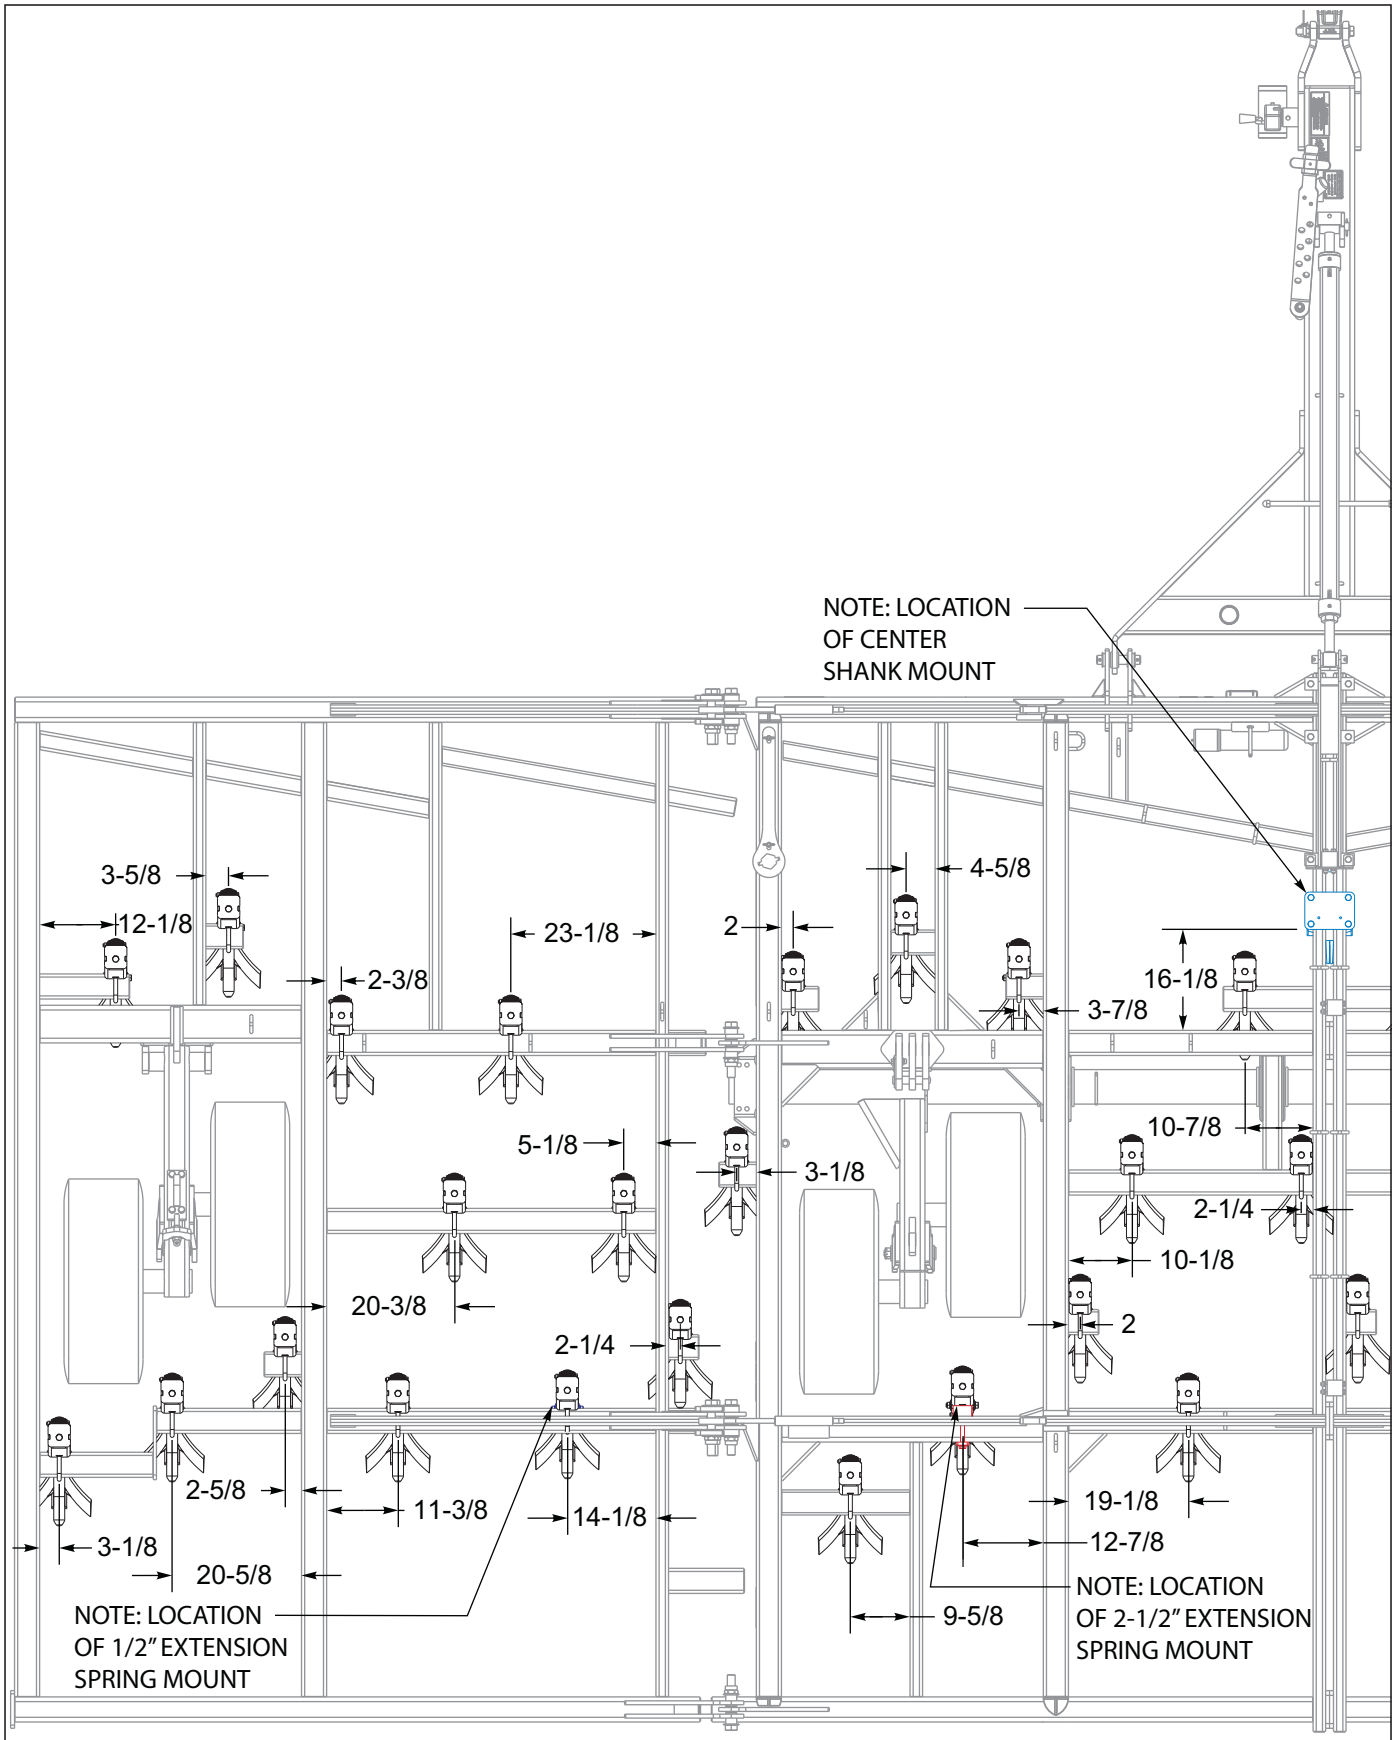 NOTE: LOCATION
OF CENTER
SHANK MOUNT
3-5/8
4-5/8
12-1/8
2
23-1/8
2-3/8
16-1/8
3-7/8
10-7/8
5-1/8
3-1/8
2-1/4
10-1/8
20-3/8
2
2-1/4
2-5/8
11-3/8
14-1/8
19-1/8
3-1/8
12-7/8
20-5/8
NOTE: LOCATION
OF 1/2" EXTENSION
SPRING MOUNT
9-5/8
NOTE: LOCATION
OF 2-1/2" EXTENSION
SPRING MOUNT